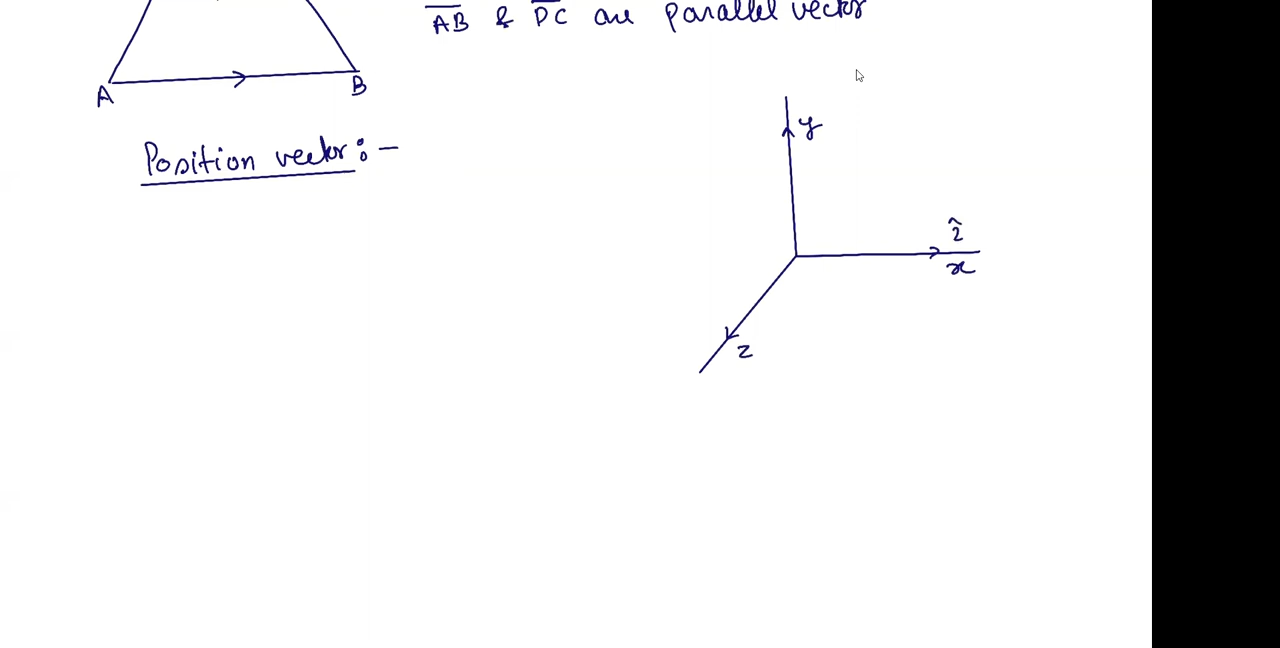 AB & DC are parallel vector
A
B
Position vector : -
y
î
x
z